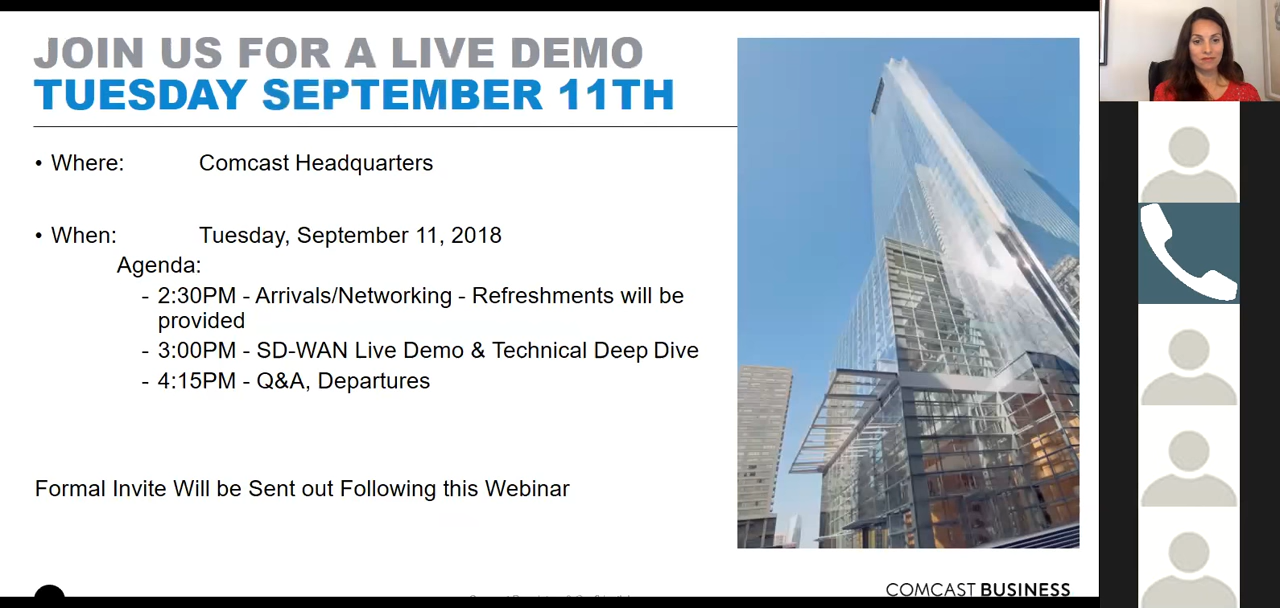 JOIN US FOR A LIVE DEMO
TUESDAY SEPTEMBER 11TH
• Where: Comcast Headquarters
• When: Tuesday, September 11, 2018
Agenda:
- 2:30PM - Arrivals/Networking - Refreshments will be
provided
- 3:00PM - SD-WAN Live Demo & Technical Deep Dive
- 4:15PM - Q&A, Departures
Formal Invite Will be Sent out Following this Webinar
COMCAST BUSINESS